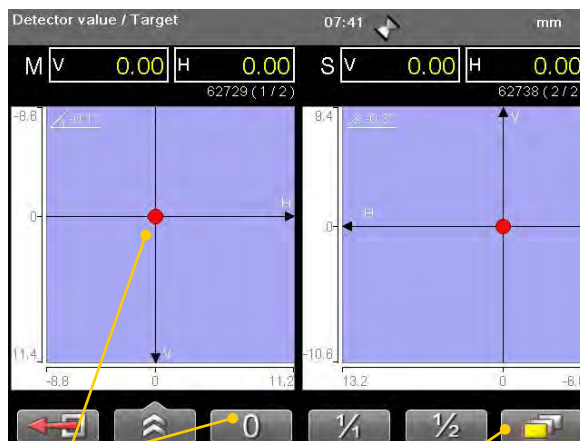 Detector value / Target 07:41 mm
M V 0.00 H 0.00
62729 ( 1 / 2 )
S V 0.00 H 0.00
62738 ( 2 / 2
-8.6
0
11.4
H
V
-8.8 0 11.2
9.4
0
-10.6
V
H
13.2 0 -6.8
0 1/1 1/2